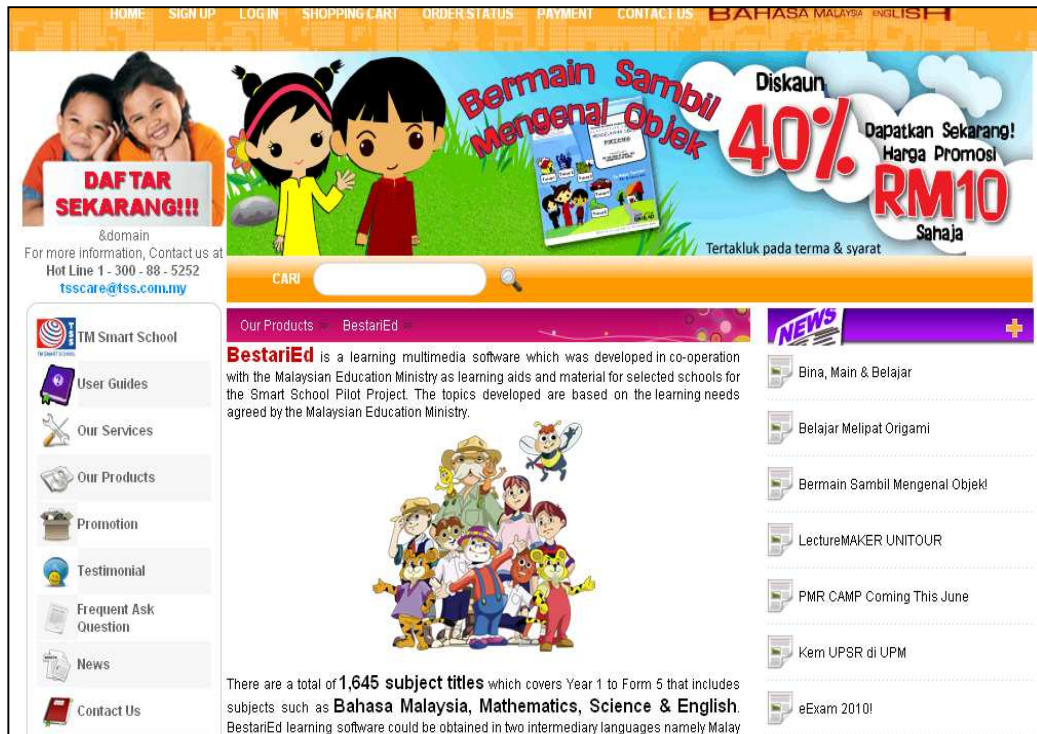 HOME SIGN UP LOG IN SHOPPING CART ORDER STATUS PAYMENT CONTACT US BAHASA MALAYSIA ENGLISH
DAFTAR
SEKARANG!!!
&domain
For more information, Contact us at
Hot Line 1 - 300 - 88 - 5252
tsscare@tss.com.my
Bermain Sambil
Mengenal Objek
Diskaun
40%
Dapatkan Sekarang!
Harga Promosi
RM10
Sahaja
Tertakluk pada terma & syarat
CARI
TM Smart School
User Guides
Our Services
Our Products
Promotion
Testimonial
Frequent Ask
Question
News
Contact Us
Our Products BestariEd
BestariEd is a learning multimedia software which was developed in co-operation
with the Malaysian Education Ministry as learning aids and material for selected schools for
the Smart School Pilot Project. The topics developed are based on the learning needs
agreed by the Malaysian Education Ministry.
There are a total of 1,645 subject titles which covers Year 1 to Form 5 that includes
subjects such as Bahasa Malaysia, Mathematics, Science & English.
BestariEd learning software could be obtained in two intermediary languages namely Malay
NEWS
Bina, Main & Belajar
Belajar Melipat Origami
Bermain Sambil Mengenal Objek!
LectureMAKER UNITOUR
PMR CAMP Coming This June
Kem UPSR di UPM
eExam 2010!